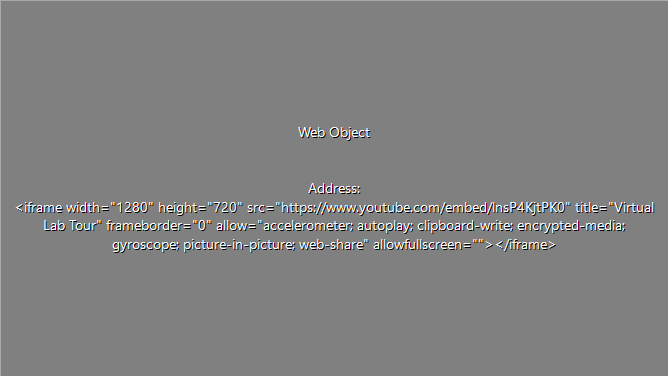 Web Object
Address:
<iframe width="1280" height="720" src="https://www.youtube.com/embed/lnsP4KjtPK0" title="Virtual
Lab Tour" frameborder="0" allow="accelerometer; autoplay; clipboard-write; encrypted-media;
gyroscope; picture-in-picture; web-share" allowfullscreen=""></iframe>